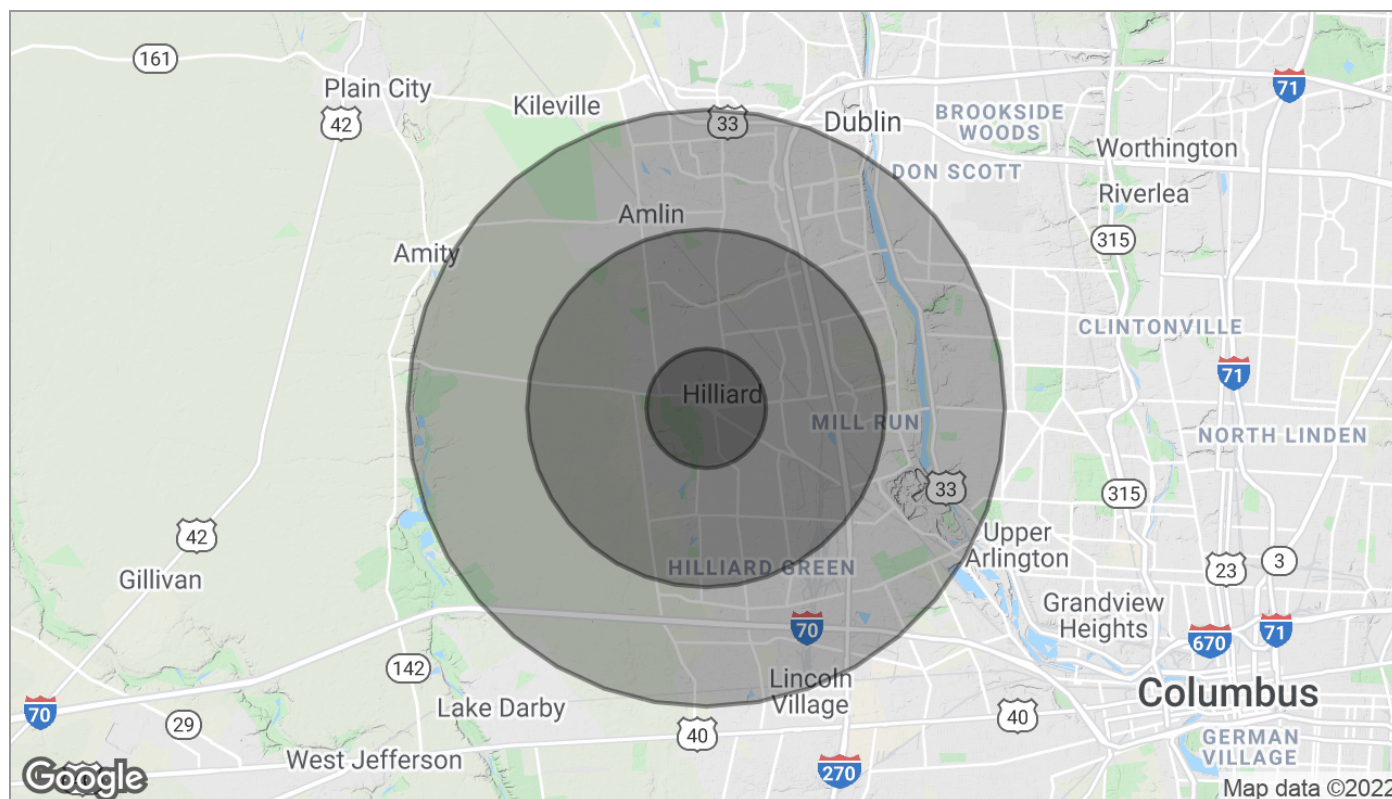 161
Plain City
42
Kileville
33
Dublin
BROOKSIDE
WOODS
71
Worthington
DON SCOTT
Riverlea
Amlin
315
Amity
CLINTONVILLE
71
Hilliard
MILL RUN
NORTH LINDEN
33
315
42
Upper
Arlington
HILLIARD GREEN
23
3
Gillivan
Grandview
Heights
70
670
71
142
Lincoln
Village
Columbus
70
29
Lake Darby
40
40
GERMAN
VILLAGE
West Jefferson
270
Google
Map data ©2022